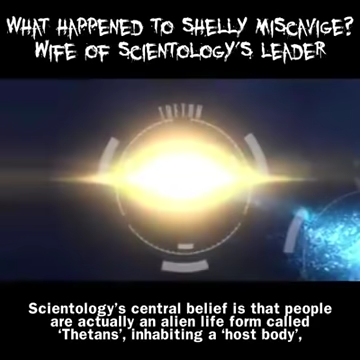 WHAT HAPPENED TO SHELLY MISCAVIGE?
WIFE OF SCIENTOLOGY'S LEADER
Scientology's central belief is that people
are actually an alien life form called
'Thetans', inhabiting a 'host body',